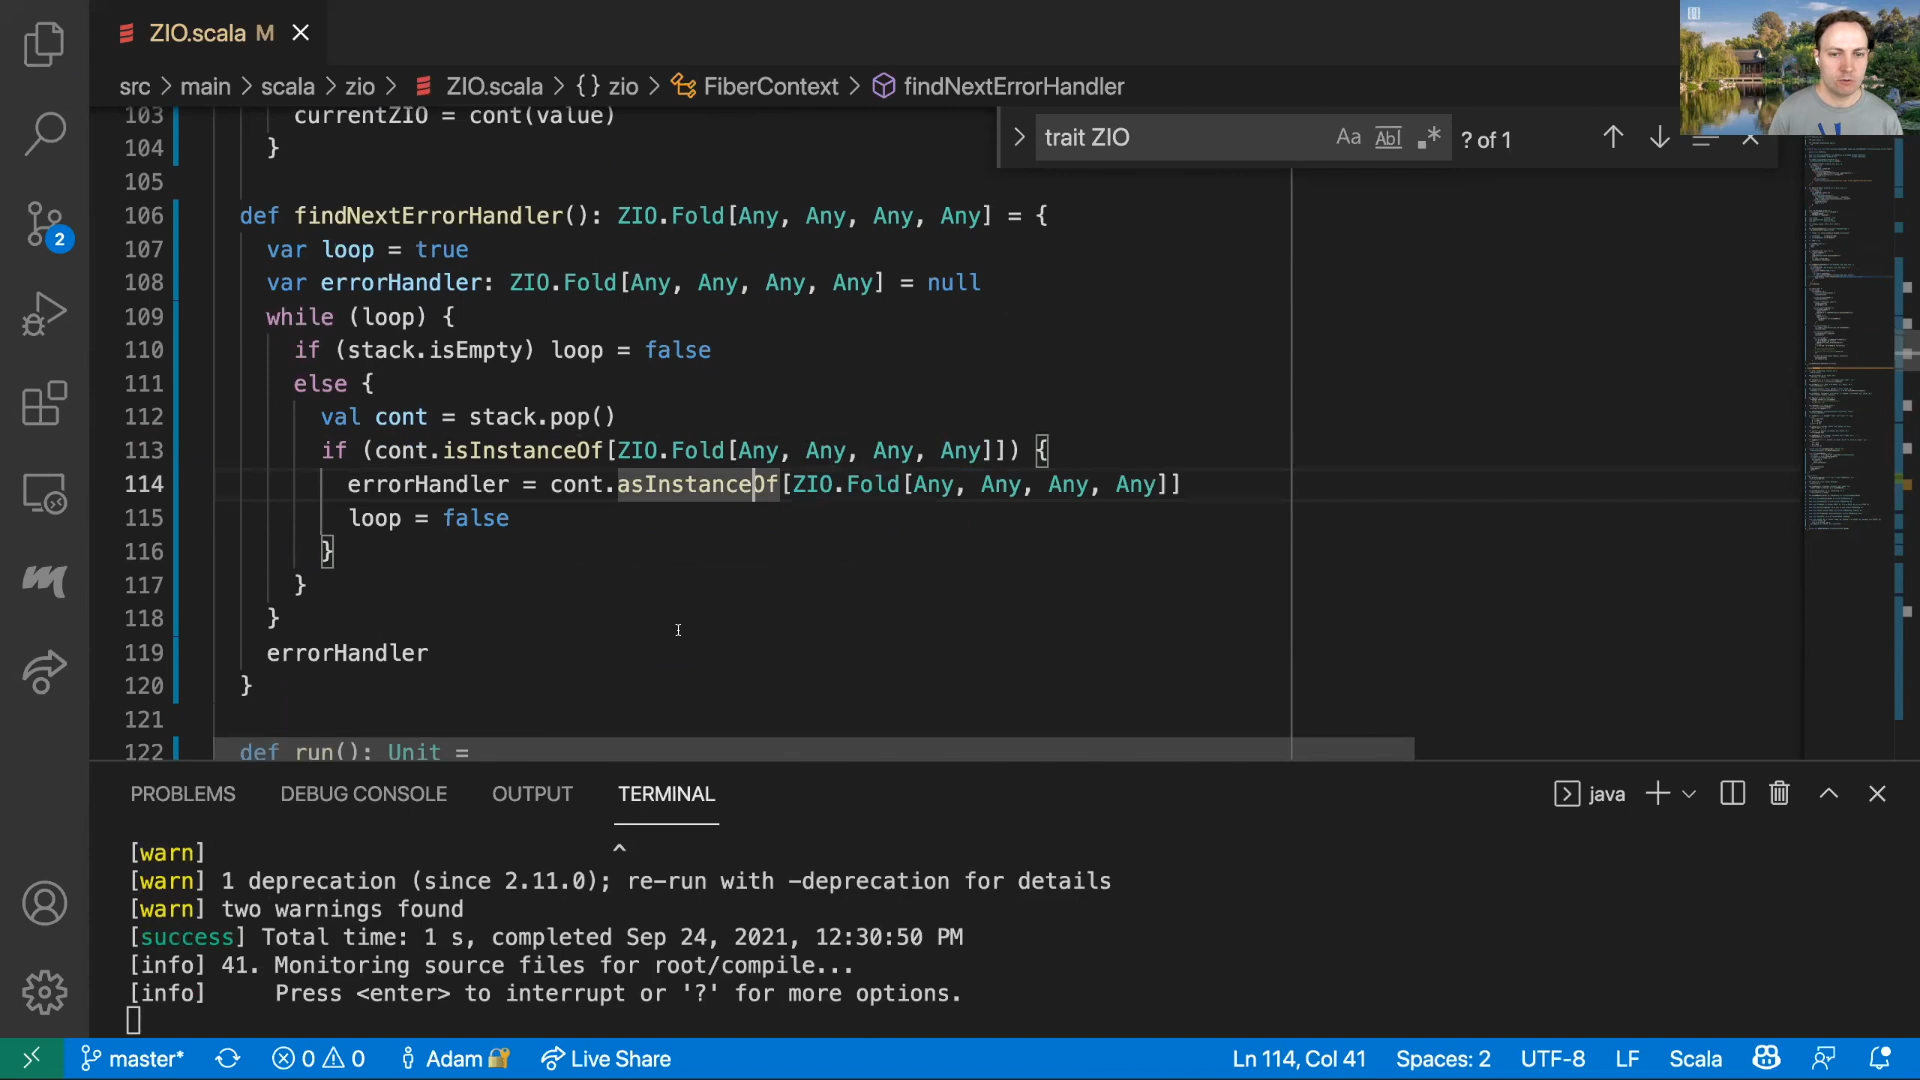 ZIO.scala M
src > main > scala > zio > ZIO.scala > {} zio > FiberContext > findNextErrorHandler
trait ZIO Aa Abl .* ? of 1
103 currentZIO = cont(value)
104 }
105
106 def findNextErrorHandler(): ZIO.Fold[Any, Any, Any, Any] = {
107 var loop = true
108 var errorHandler: ZIO.Fold[Any, Any, Any, Any] = null
109 while (loop) {
110 if (stack.isEmpty) loop = false
111 else {
112 val cont = stack.pop()
113 if (cont.isInstanceOf[ZIO.Fold[Any, Any, Any, Any]]) {
114 errorHandler = cont.asInstanceOf[ZIO.Fold[Any, Any, Any, Any]]
115 loop = false
116 }
117 }
118 }
119 errorHandler
120 }
121
122 def run(): Unit =
2
PROBLEMS DEBUG CONSOLE OUTPUT TERMINAL java
[warn] ^
[warn] 1 deprecation (since 2.11.0); re-run with -deprecation for details
[warn] two warnings found
[success] Total time: 1 s, completed Sep 24, 2021, 12:30:50 PM
[info] 41. Monitoring source files for root/compile...
[info] Press <enter> to interrupt or '?' for more options.
master* 0 0 Adam Live Share Ln 114, Col 41 Spaces: 2 UTF-8 LF Scala